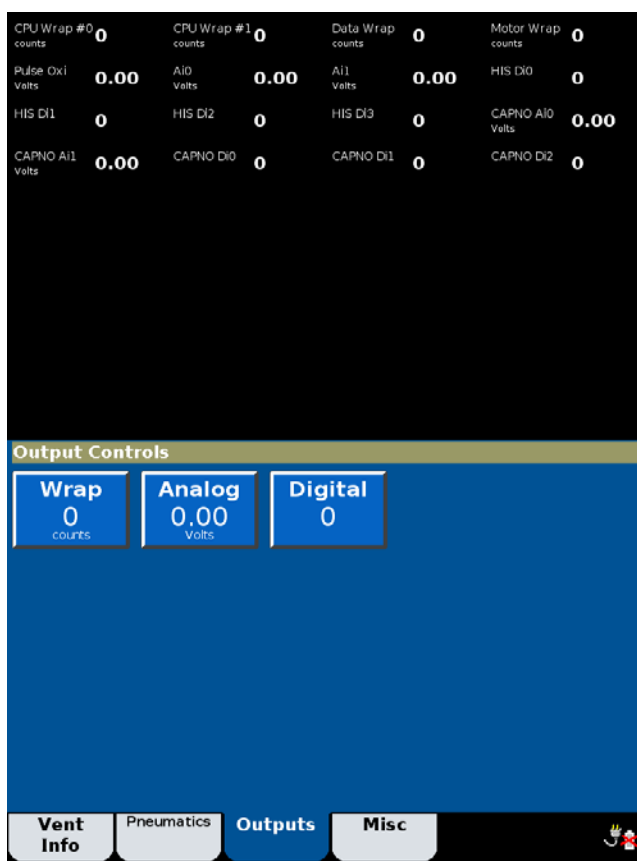 CPU Wrap #0 0 CPU Wrap #1 0 Data Wrap 0 Motor Wrap 0
counts counts counts counts
Pulse Oxi 0.00 Ai0 0.00 Ai1 0.00 HIS Di0 0
Volts Volts Volts
HIS Di1 0 HIS Di2 0 HIS Di3 0 CAPNO Ai0 0.00
Volts
CAPNO Ai1 0.00 CAPNO Di0 0 CAPNO Di1 0 CAPNO Di2 0
Volts
Output Controls
Wrap Analog Digital
0 0.00 0
counts Volts
Vent Info Pneumatics Outputs Misc